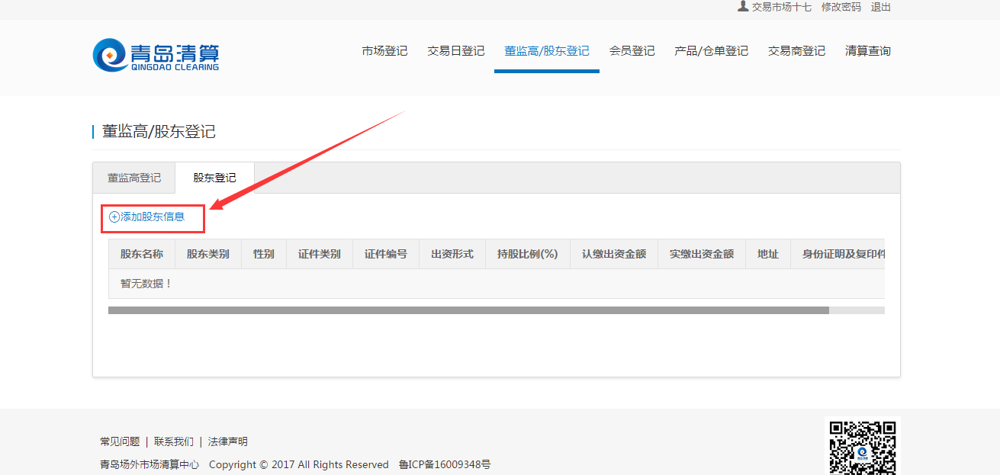 交易市场十七 修改密码 退出
青岛清算
QINGDAO CLEARING
市场登记 交易日登记 董监高/股东登记 会员登记 产品/仓单登记 交易商登记 清算查询
董监高/股东登记
董监高登记 股东登记
添加股东信息
股东名称 股东类别 性别 证件类别 证件编号 出资形式 持股比例(%) 认缴出资金额 实缴出资金额 地址 身份证明及复印件
暂无数据！
常见问题 | 联系我们 | 法律声明
青岛场外市场清算中心 Copyright © 2017 All Rights Reserved 鲁ICP备16009348号